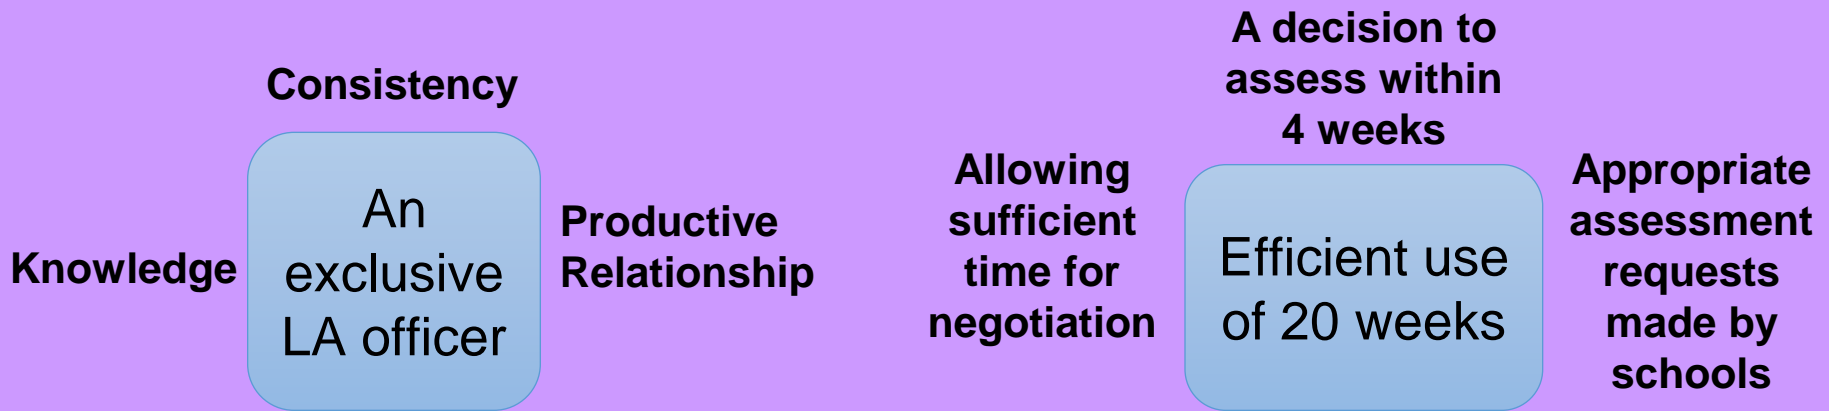 Consistency
Knowledge
An
exclusive
LA officer
Productive
Relationship
A decision to
assess within
4 weeks
Allowing
sufficient
time for
negotiation
Efficient use
of 20 weeks
Appropriate
assessment
requests
made by
schools